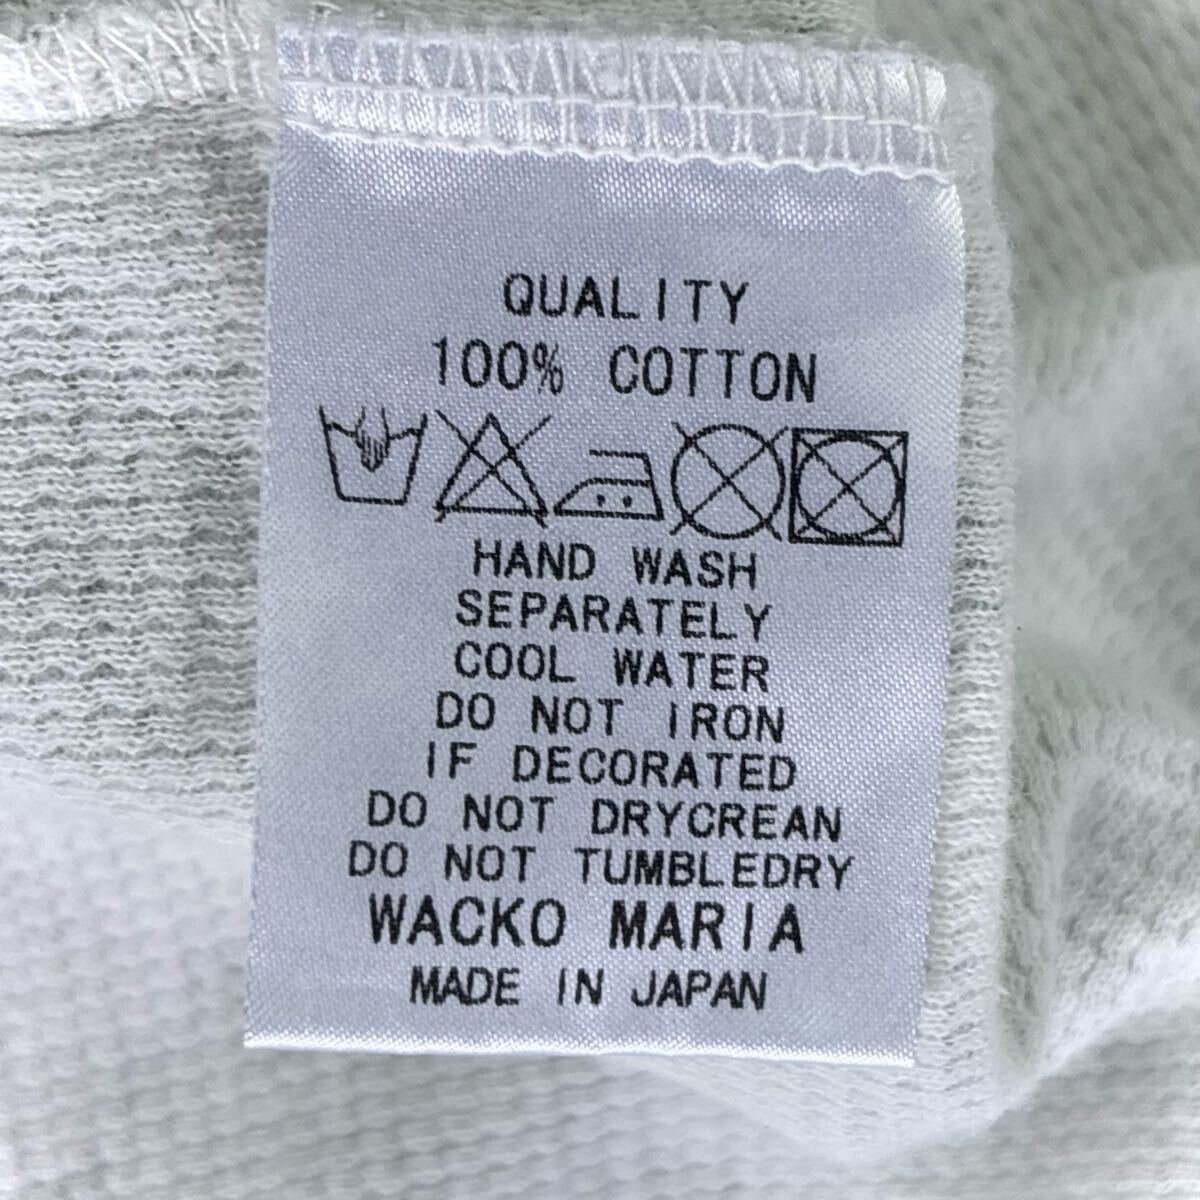 QUALITY
100% COTTON
HAND WASH
SEPARATELY
COOL WATER
DO NOT IRON
IF DECORATED
DO NOT DRYCREAN
DO NOT TUMBLEDRY
WACKO MARIA
MADE IN JAPAN